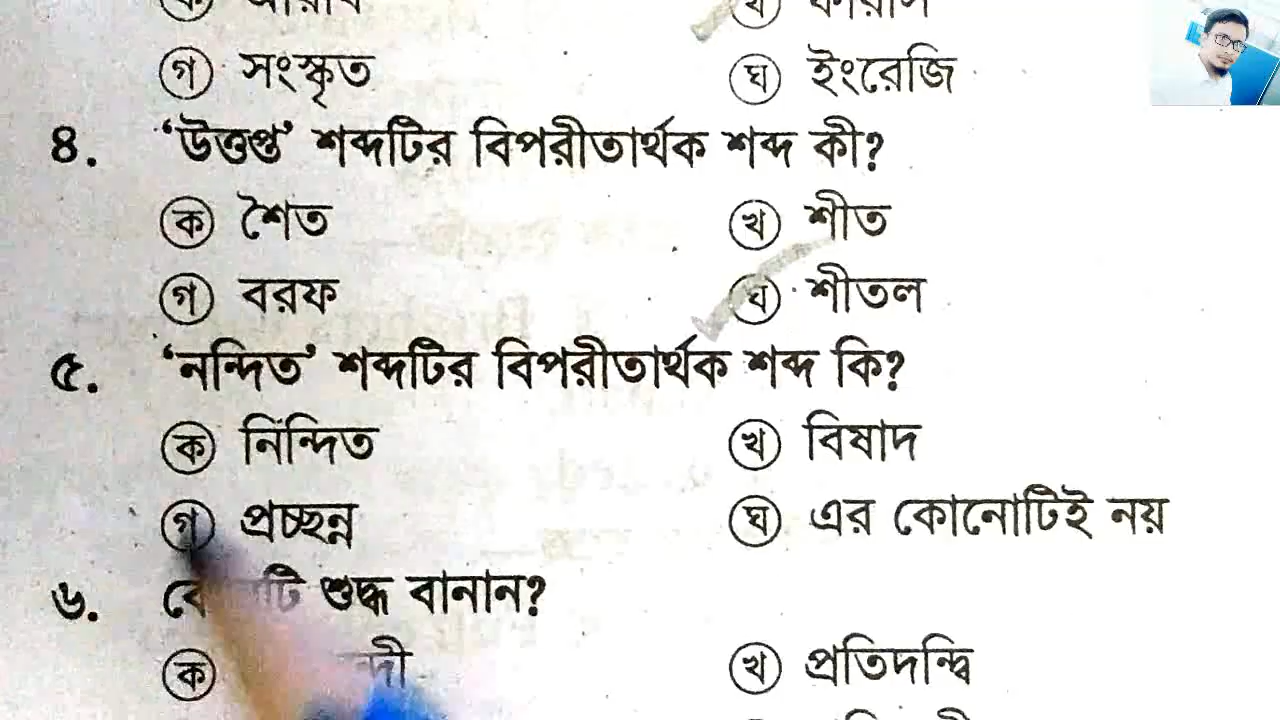 গ সংস্কৃত ঘ ইংরেজি
৪. ‘উত্তপ্ত’ শব্দটির বিপরীতার্থক শব্দ কী?
ক শৈত খ শীত
গ বরফ ঘ শীতল
৫. ‘নন্দিত’ শব্দটির বিপরীতার্থক শব্দ কি?
ক নিন্দিত খ বিষাদ
গ প্রচ্ছন্ন ঘ এর কোনোটিই নয়
৬. শুদ্ধ বানান?
ক খ প্রতিদন্দ্বি